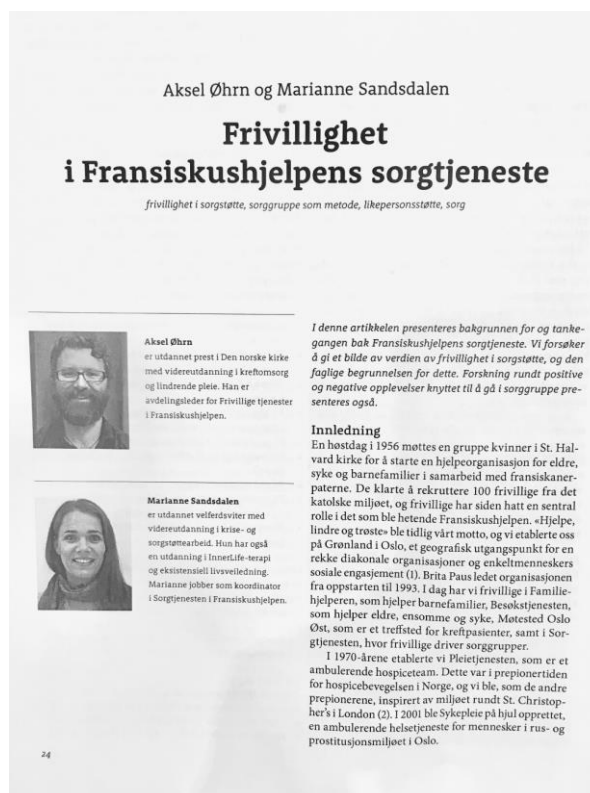 Aksel Øhrn og Marianne Sandsdalen
Frivillighet
i Fransiskushjelpens sorgtjeneste
frivillighet i sorgstøtte, sorggruppe som metode, likepersonsstøtte, sorg
Aksel Øhrn
er utdannet prest i Den norske kirke
med videreutdanning i kreftomsorg
og lindrende pleie. Han er
avdelingsleder for Frivillige tjenester
i Fransiskushjelpen.
Marianne Sandsdalen
er utdannet velferdsviter med
videreutdanning i krise- og
sorgstøttearbeid. Hun har også
en utdanning i InnerLife-terapi
og eksistensiell livsveiledning.
Marianne jobber som koordinator
i Sorgtjenesten i Fransiskushjelpen.
I denne artikkelen presenteres bakgrunnen for og tanke-
gangen bak Fransiskushjelpens sorgtjeneste. Vi forsøker
å gi et bilde av verdien av frivillighet i sorgstøtte, og den
faglige begrunnelsen for dette. Forskning rundt positive
og negative opplevelser knyttet til å gå i sorggruppe pre-
senteres også.
Innledning
En høstdag i 1956 møttes en gruppe kvinner i St. Hal-
vard kirke for å starte en hjelpeorganisasjon for eldre,
syke og barnefamilier i samarbeid med fransiskaner-
paterne. De klarte å rekruttere 100 frivillige fra det
katolske miljøet, og frivillige har siden hatt en sentral
rolle i det som ble hetende Fransiskushjelpen. «Hjelpe,
lindre og trøste» ble tidlig vårt motto, og vi etablerte oss
på Grønland i Oslo, et geografisk utgangspunkt for en
rekke diakonale organisasjoner og enkeltmenneskers
sosiale engasjement (1). Brita Paus ledet organisasjonen
fra oppstarten til 1993. I dag har vi frivillige i Familie-
hjelperen, som hjelper barnefamilier, Besøkstjenesten,
som hjelper eldre, ensomme og syke, Møtested Oslo
Øst, som er et treffsted for kreftpasienter, samt i Sor-
gtjenesten, hvor frivillige driver sorggrupper.
I 1970-årene etablerte vi Pleietjenesten, som er et
ambulerende hospiceteam. Dette var i prepionertiden
for hospicebevegelsen i Norge, og vi ble, som de andre
prepionerene, inspirert av miljøet rundt St. Christop-
her's i London (2). I 2001 ble Sykepleie på hjul opprettet,
en ambulerende helsetjeneste for mennesker i rus- og
prostitusjonsmiljøet i Oslo.
24